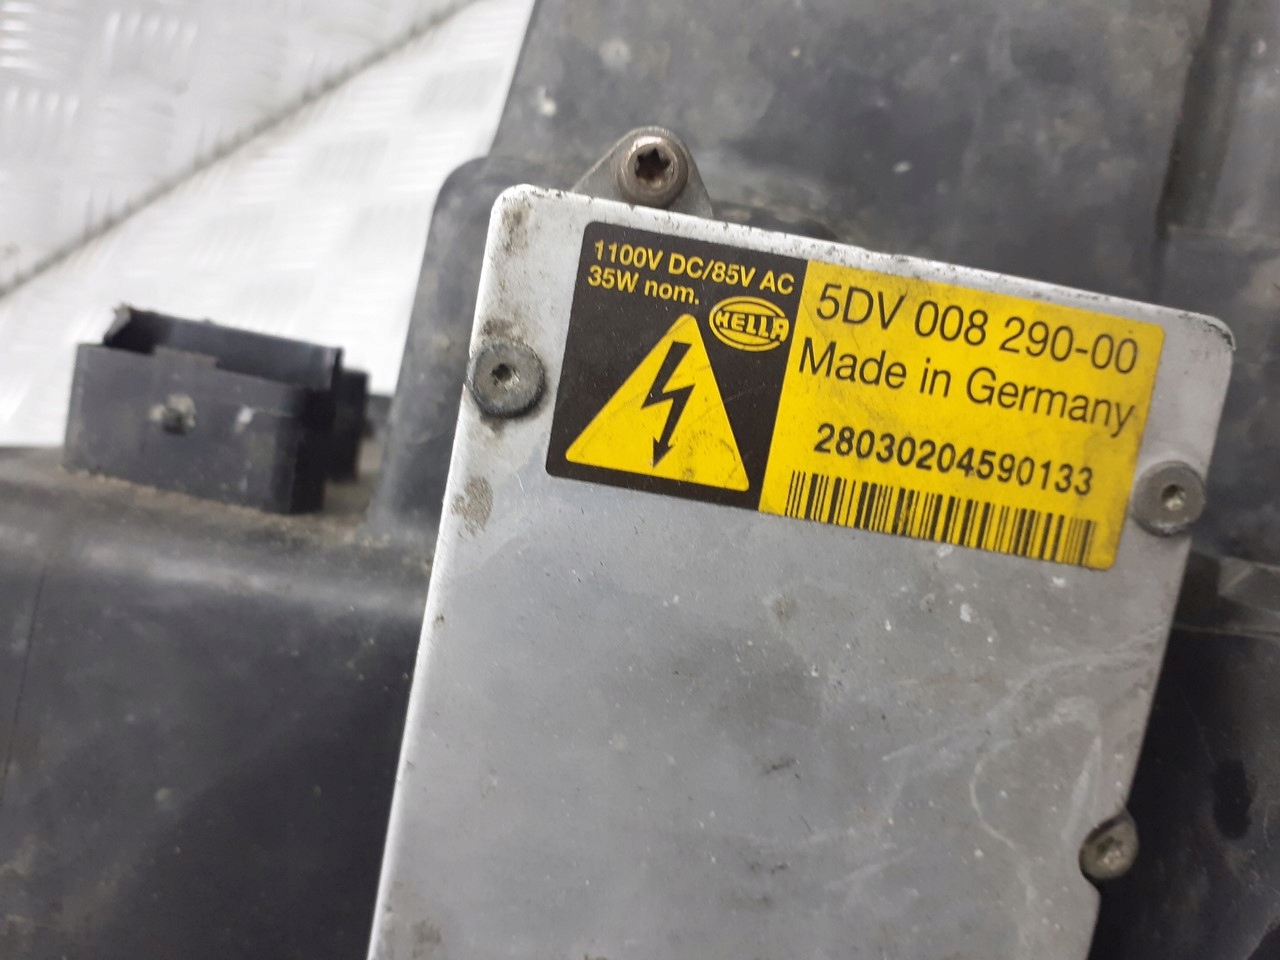 1100V DC/85V AC
35W nom.
HELLA
5DV 008 290-00
Made in Germany
28030204590133